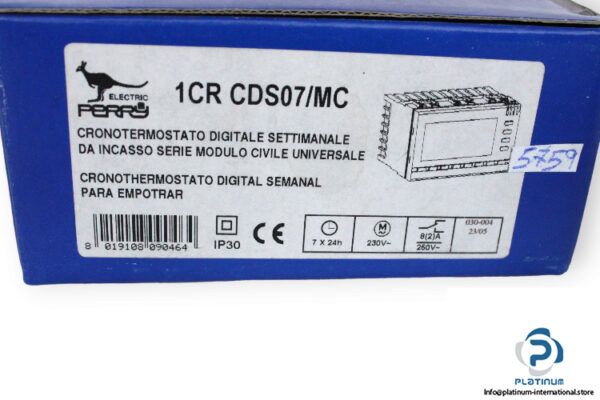 ELECTRIC
PERRY
1CR CDS07/MC
CRONOTERMOSTATO DIGITALE SETTIMANALE
DA INCASSO SERIE MODULO CIVILE UNIVERSALE
CRONOTHERMOSTATO DIGITAL SEMANAL
PARA EMPOTRAR
5759
8 019108 090464
IP30
CE
7 X 24h
M
230V~
8(2)A
250V~
030-004
23/05
PLATINUM
Info@platinum-international.store